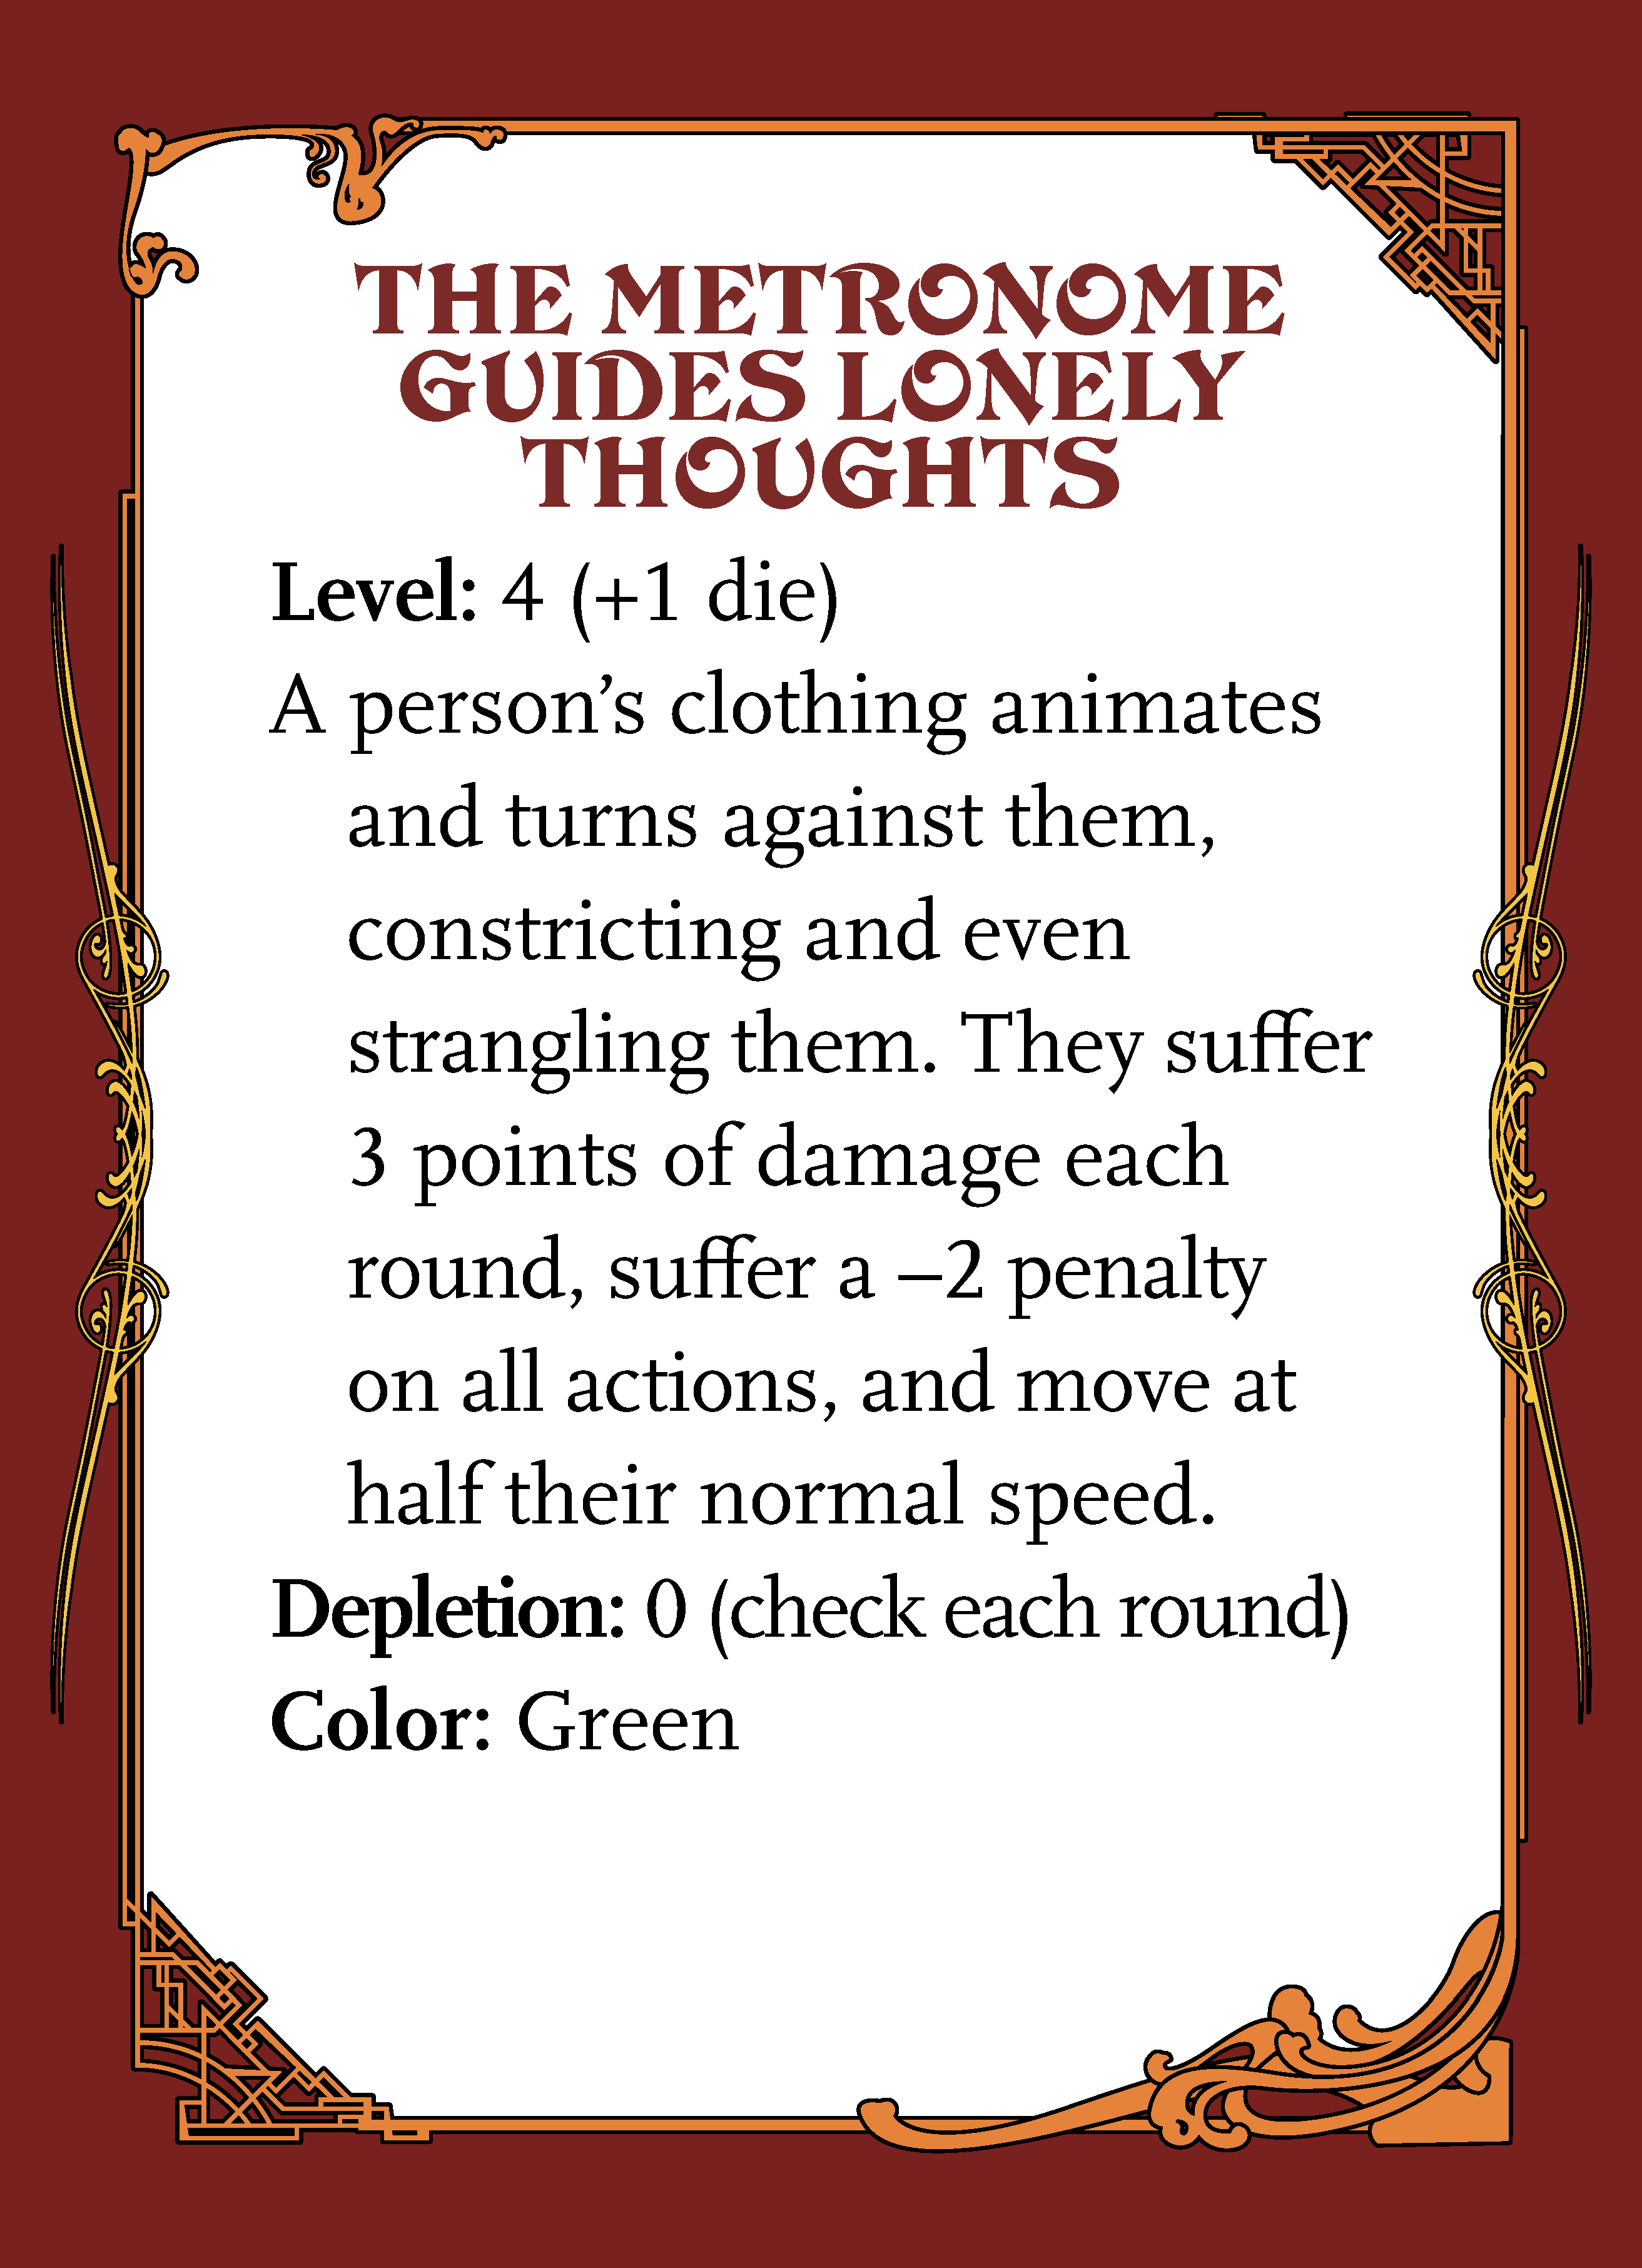 THE METRONOME
GUIDES LONELY
THOUGHTS
Level: 4 (+1 die)
A person’s clothing animates
and turns against them,
constricting and even
strangling them. They suffer
3 points of damage each
round, suffer a –2 penalty
on all actions, and move at
half their normal speed.
Depletion: 0 (check each round)
Color: Green